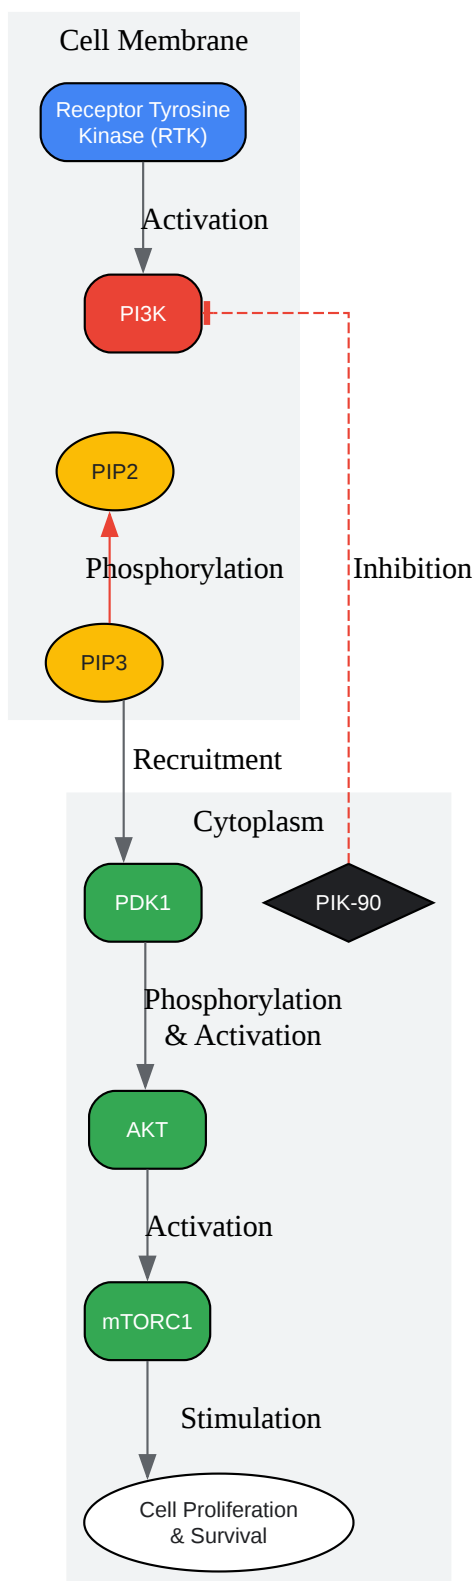 Cell Membrane
Receptor Tyrosine
Kinase (RTK)
Activation
PI3K
PIP2
Phosphorylation
Inhibition
PIP3
Recruitment
Cytoplasm
PDK1
PIK-90
Phosphorylation
& Activation
AKT
Activation
mTORC1
Stimulation
Cell Proliferation
& Survival